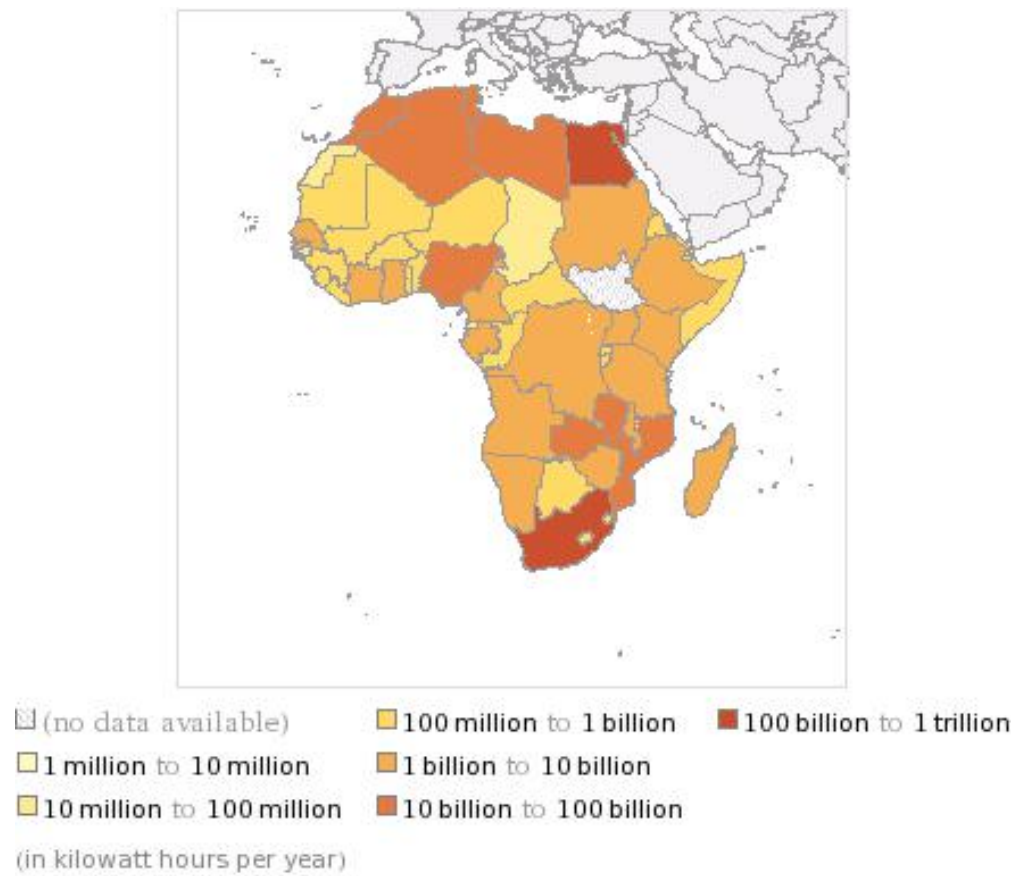 (no data available)
1 million to 10 million
10 million to 100 million
100 million to 1 billion
1 billion to 10 billion
10 billion to 100 billion
100 billion to 1 trillion
(in kilowatt hours per year)